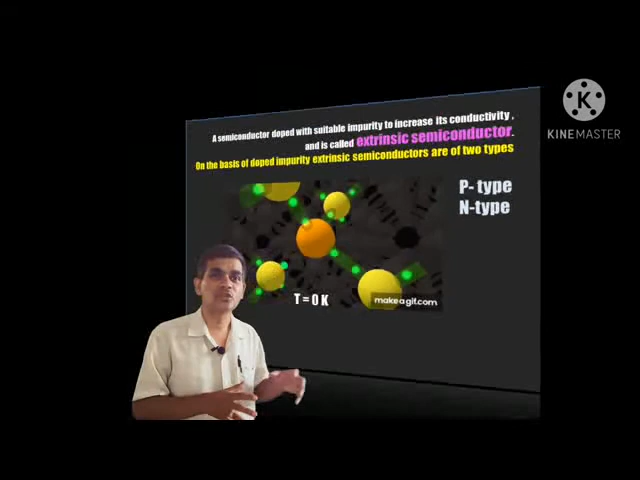 A semiconductor doped with suitable impurity to increase its conductivity ,
and is called extrinsic semiconductor.
On the basis of doped impurity extrinsic semiconductors are of two types
P- type
N-type
T = 0 K
makeagif.com
K
KINEMASTER